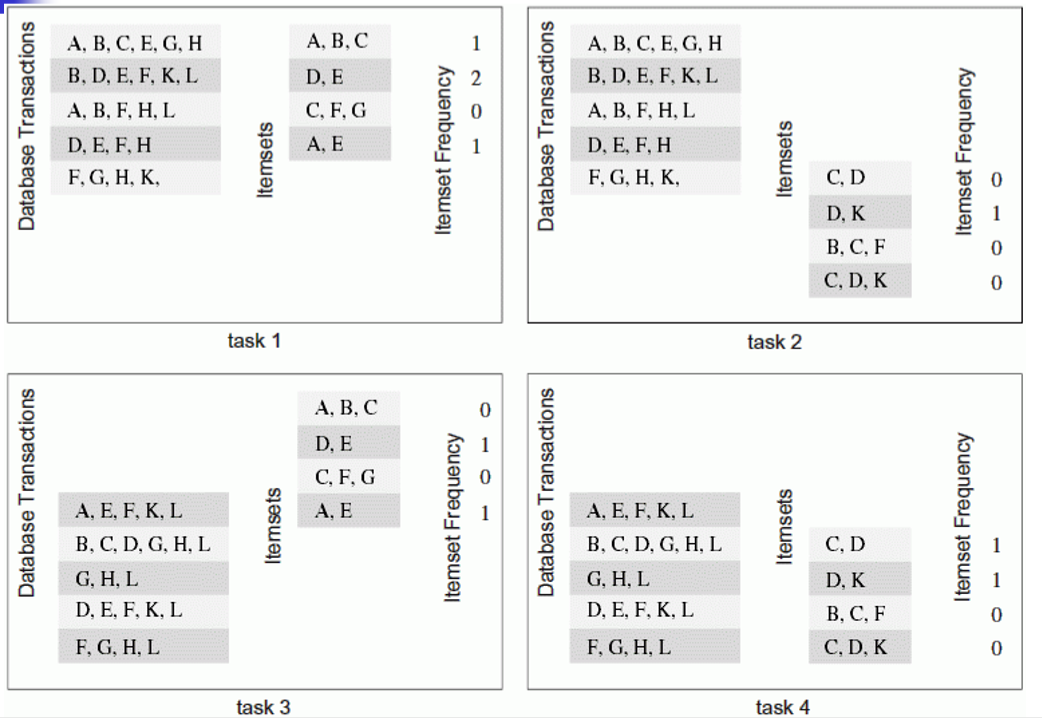 Database Transactions
A, B, C, E, G, H
B, D, E, F, K, L
A, B, F, H, L
D, E, F, H
F, G, H, K,
Itemsets
A, B, C
D, E
C, F, G
A, E
Itemset Frequency
1
2
0
1
task 1
Database Transactions
A, B, C, E, G, H
B, D, E, F, K, L
A, B, F, H, L
D, E, F, H
F, G, H, K,
Itemsets
C, D
D, K
B, C, F
C, D, K
Itemset Frequency
0
1
0
0
task 2
Database Transactions
A, E, F, K, L
B, C, D, G, H, L
G, H, L
D, E, F, K, L
F, G, H, L
Itemsets
A, B, C
D, E
C, F, G
A, E
Itemset Frequency
0
1
0
1
task 3
Database Transactions
A, E, F, K, L
B, C, D, G, H, L
G, H, L
D, E, F, K, L
F, G, H, L
Itemsets
C, D
D, K
B, C, F
C, D, K
Itemset Frequency
1
1
0
0
task 4